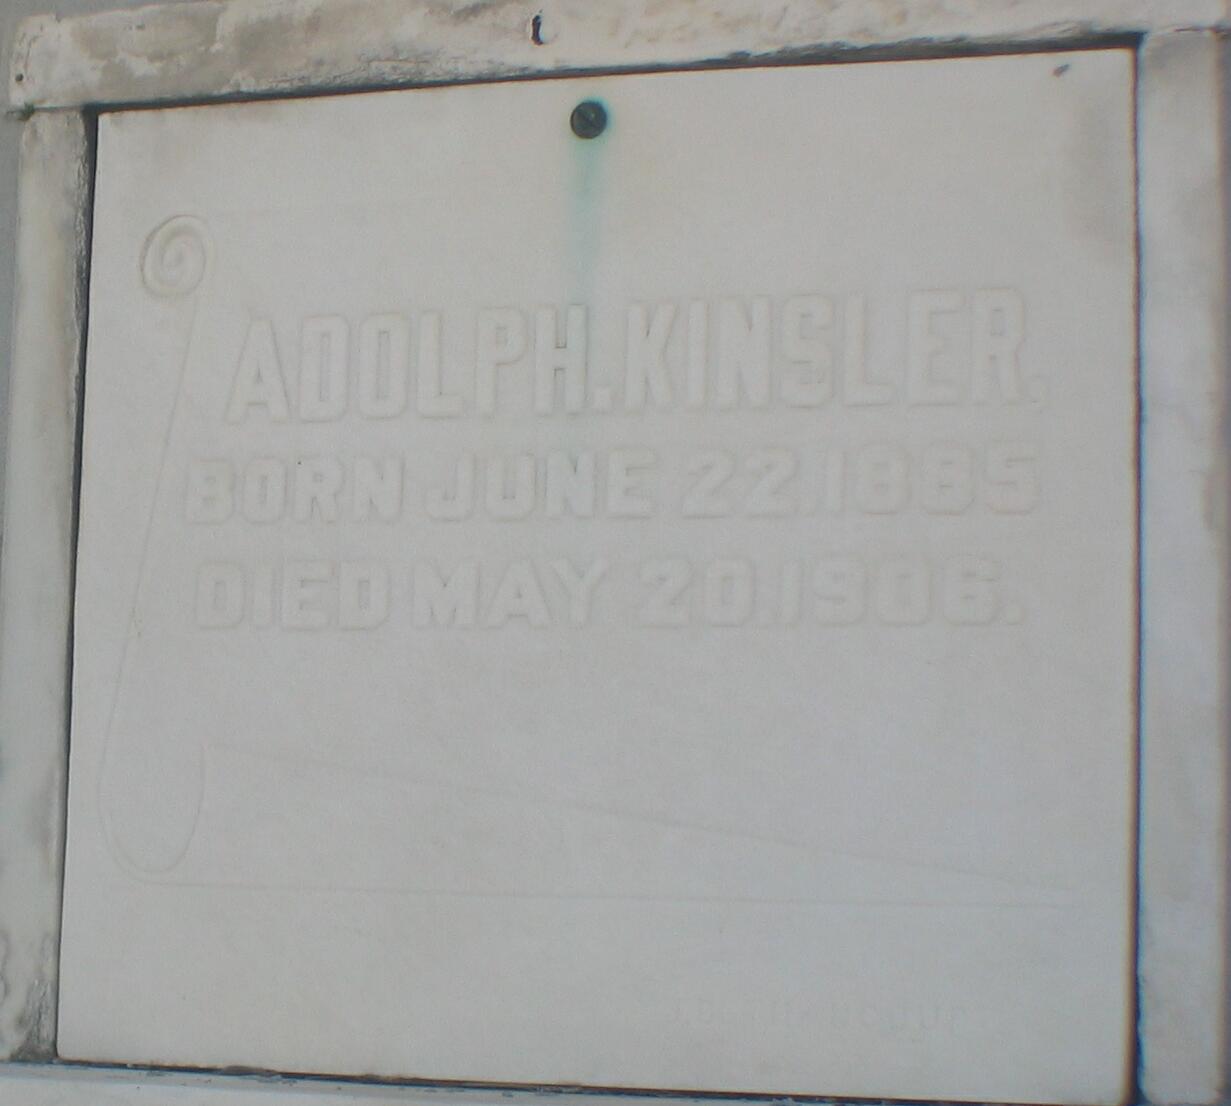 ADOLPH.KINSLER.
BORN JUNE 22.1885
DIED MAY 20.1906.